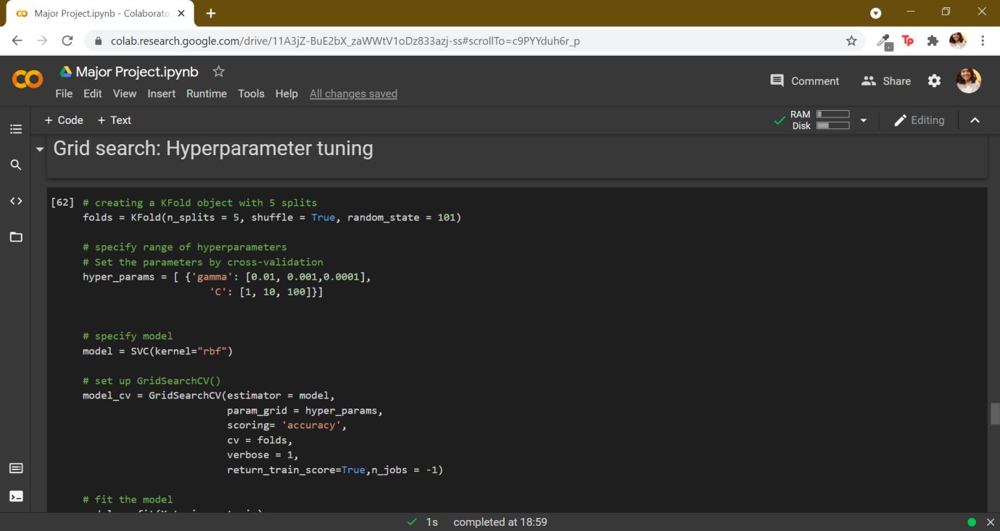 Major Project.ipynb - Colaborato
colab.research.google.com/drive/11A3jZ-BuE2bX_zaWWtV1oDz833azj-ss#scrollTo=c9PYYduh6r_p
Tp
Major Project.ipynb
Comment
Share
File Edit View Insert Runtime Tools Help All changes saved
+ Code + Text
RAM
Disk
Editing
Grid search: Hyperparameter tuning
[62] # creating a KFold object with 5 splits
folds = KFold(n_splits = 5, shuffle = True, random_state = 101)
# specify range of hyperparameters
# Set the parameters by cross-validation
hyper_params = [ {'gamma': [0.01, 0.001,0.0001],
'C': [1, 10, 100]}]
# specify model
model = SVC(kernel="rbf")
# set up GridSearchCV()
model_cv = GridSearchCV(estimator = model,
param_grid = hyper_params,
scoring= 'accuracy',
cv = folds,
verbose = 1,
return_train_score=True,n_jobs = -1)
# fit the model
1s completed at 18:59